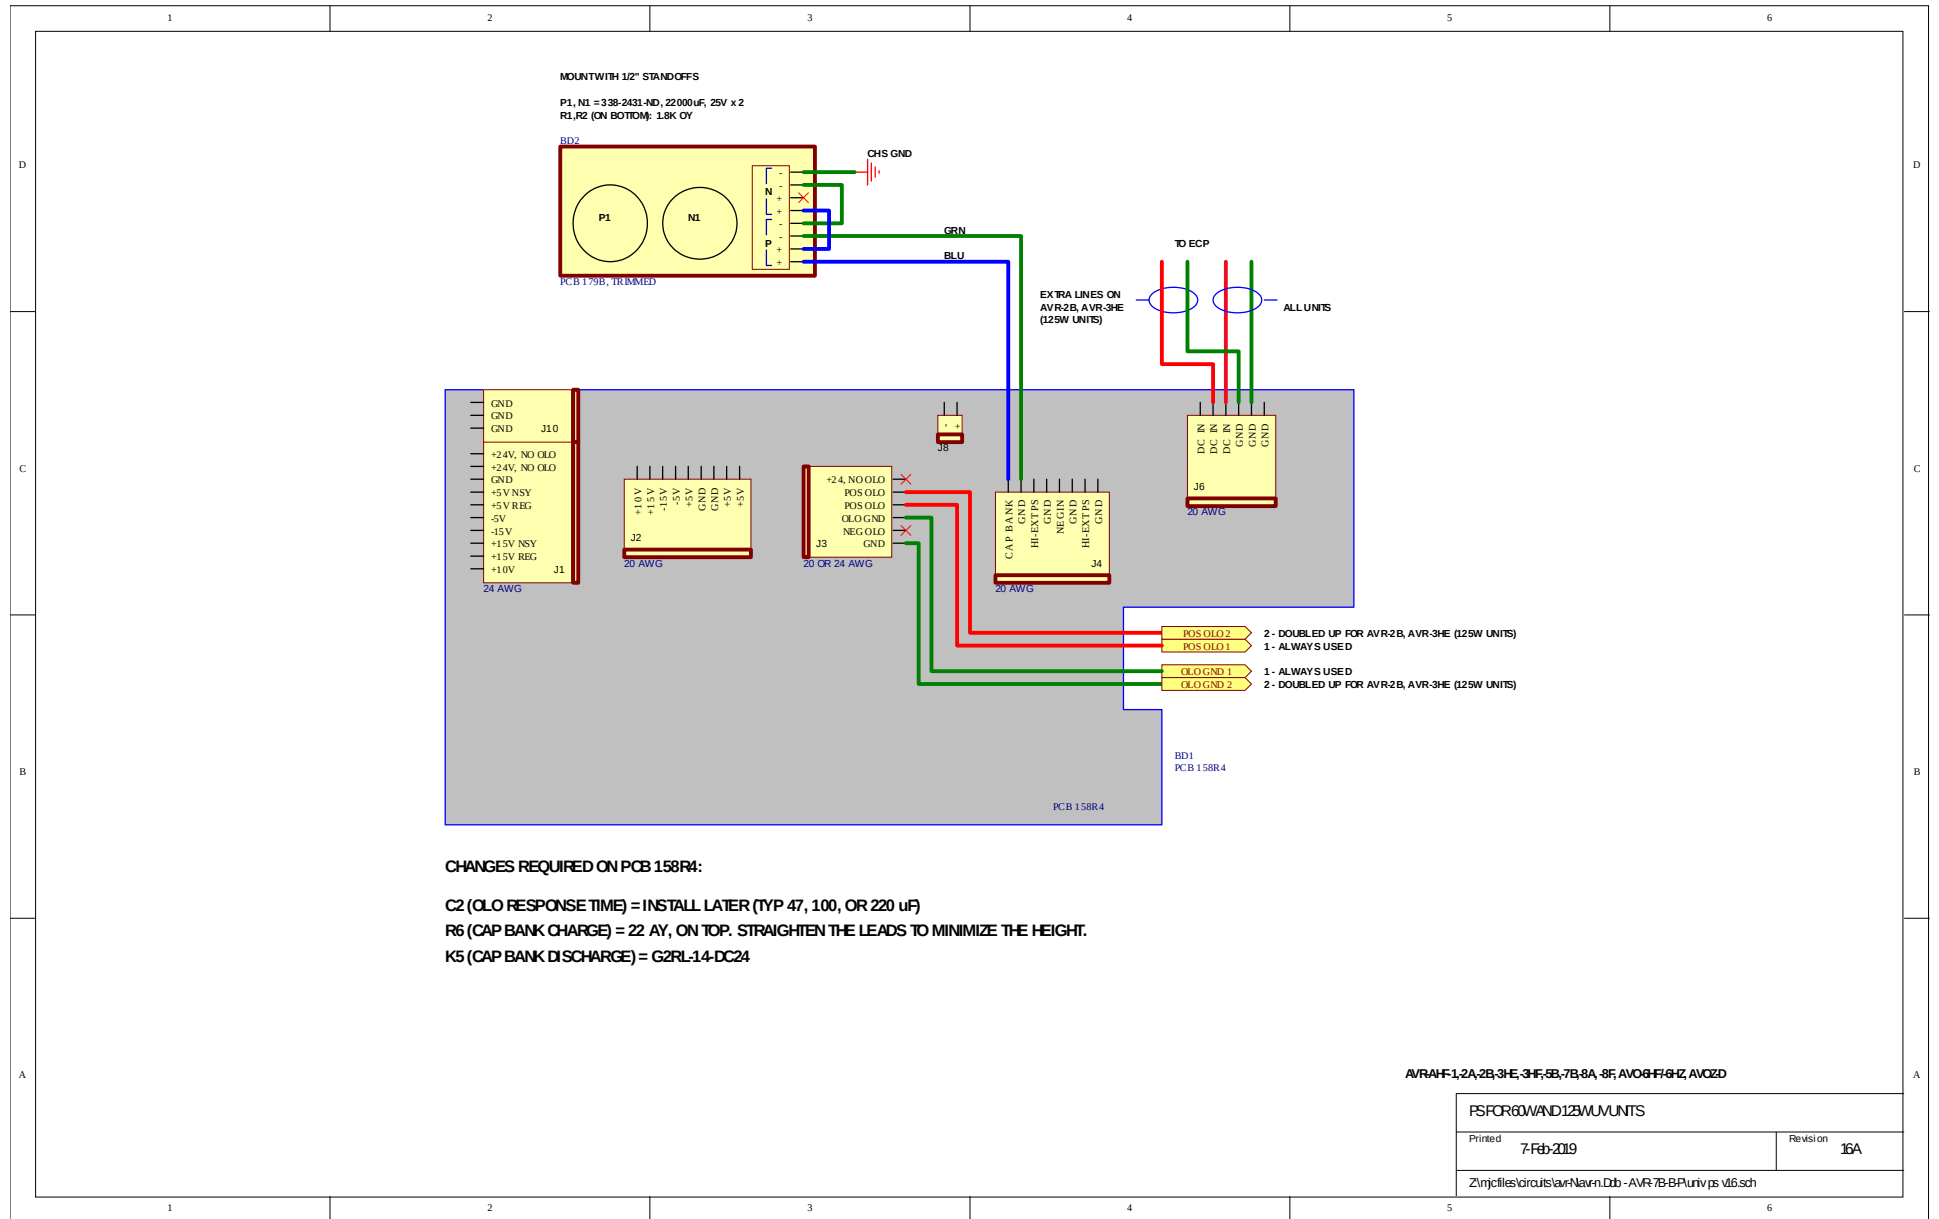 1 2 3 4 5 6
MOUNT WITH 1/2" STANDOFFS
P1, N1 = 338-2431-ND, 22000uF, 25V x 2
R1,R2 (ON BOTTOM): 1.8K OY
BD2
D
D
CHS GND
-
-
+
+
N
-
-
+
+
P
P1
N1
GRN
BLU
PCB 179B, TRIMMED
TO ECP
EXTRA LINES ON
AVR-2B, AVR-3HE
(125W UNITS)
ALL UNITS
GND
GND
GND
J10
+24V, NO OLO
+24V, NO OLO
GND
+5V NSY
+5V REG
-5V
-15V
+15V NSY
+15V REG
+10V
J1
24 AWG
C
C
+10V
+15V
-15V
-5V
+5V
GND
GND
+5V
+5V
J2
20 AWG
+24, NO OLO
POS OLO
POS OLO
OLO GND
NEG OLO
GND
J3
20 OR 24 AWG
- +
J8
CAP BANK
GND
HI-EXT PS
GND
NEG IN
GND
HI-EXT PS
GND
J4
20 AWG
DC IN
DC IN
DC IN
GND
GND
GND
J6
20 AWG
POS OLO 2 2 - DOUBLED UP FOR AVR-2B, AVR-3HE (125W UNITS)
POS OLO 1 1 - ALWAYS USED
OLO GND 1 1 - ALWAYS USED
OLO GND 2 2 - DOUBLED UP FOR AVR-2B, AVR-3HE (125W UNITS)
B
B
BD1
PCB 158R4
PCB 158R4
CHANGES REQUIRED ON PCB 158R4:
C2 (OLO RESPONSE TIME) = INSTALL LATER (TYP 47, 100, OR 220 uF)
R6 (CAP BANK CHARGE) = 22 AY, ON TOP. STRAIGHTEN THE LEADS TO MINIMIZE THE HEIGHT.
K5 (CAP BANK DISCHARGE) = G2RL-14-DC24
A
A
AVR-AHF-1,-2A,-2B,-3HE,-3HF,-5B,-7B,-8A, -8F, AVO-6HF/-6HZ, AVOZ-D
PS FOR 60W AND 125W UV UNITS
Printed 7-Feb-2019
Revision 16A
Z:\mjcfiles\circuits\avr-N\avr-n.Ddb - AVR-7B-B-P\univ ps v16.sch
1 2 3 4 5 6